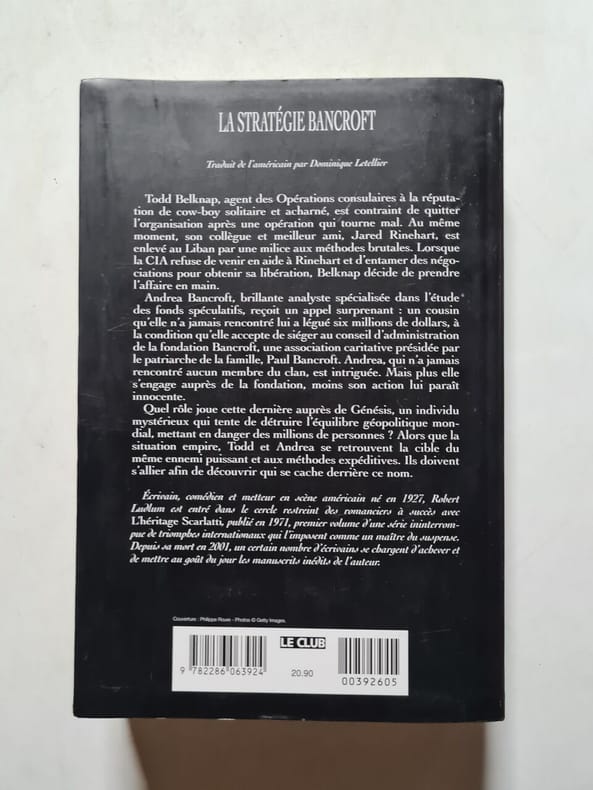 LA STRATÉGIE BANCROFT
Traduit de l'américain par Dominique Letellier
Todd Belknap, agent des Opérations consulaires à la réputa-
tion de cow-boy solitaire et acharné, est contraint de quitter
l'organisation après une opération qui tourne mal. Au même
moment, son collègue et meilleur ami, Jared Rinehart, est
enlevé au Liban par une milice aux méthodes brutales. Lorsque
la CIA refuse de venir en aide à Rinehart et d'entamer des négo-
ciations pour obtenir sa libération, Belknap décide de prendre
l'affaire en main.
Andrea Bancroft, brillante analyste spécialisée dans l'étude
des fonds spéculatifs, reçoit un appel surprenant : un cousin
qu'elle n'a jamais rencontré lui a légué six millions de dollars, à
la condition qu'elle accepte de siéger au conseil d'administration
de la fondation Bancroft, une association caritative présidée par
le patriarche de la famille, Paul Bancroft. Andrea, qui n'a jamais
rencontré aucun membre du clan, est intriguée. Mais plus elle
s'engage auprès de la fondation, moins son action lui paraît
innocente.
Quel rôle joue cette dernière auprès de Génésis, un individu
mystérieux qui tente de détruire l'équilibre géopolitique mon-
dial, mettant en danger des millions de personnes ? Alors que la
situation empire, Todd et Andrea se retrouvent la cible du
même ennemi puissant et aux méthodes expéditives. Ils doivent
s'allier afin de découvrir qui se cache derrière ce nom.
Écrivain, comédien et metteur en scène américain né en 1927, Robert
Ludlum est entré dans le cercle restreint des romanciers à succès avec
L'héritage Scarlatti, publié en 1971, premier volume d'une série ininterrom-
pue de triomphes internationaux qui l'imposent comme un maître du suspense.
Depuis sa mort en 2001, un certain nombre d'écrivains se chargent d'achever et
de mettre au goût du jour les manuscrits inédits de l'auteur.
Couverture : Philippe Roure - Photos © Getty Images.
LE CLUB
9 782286 063924
20.90
00392605